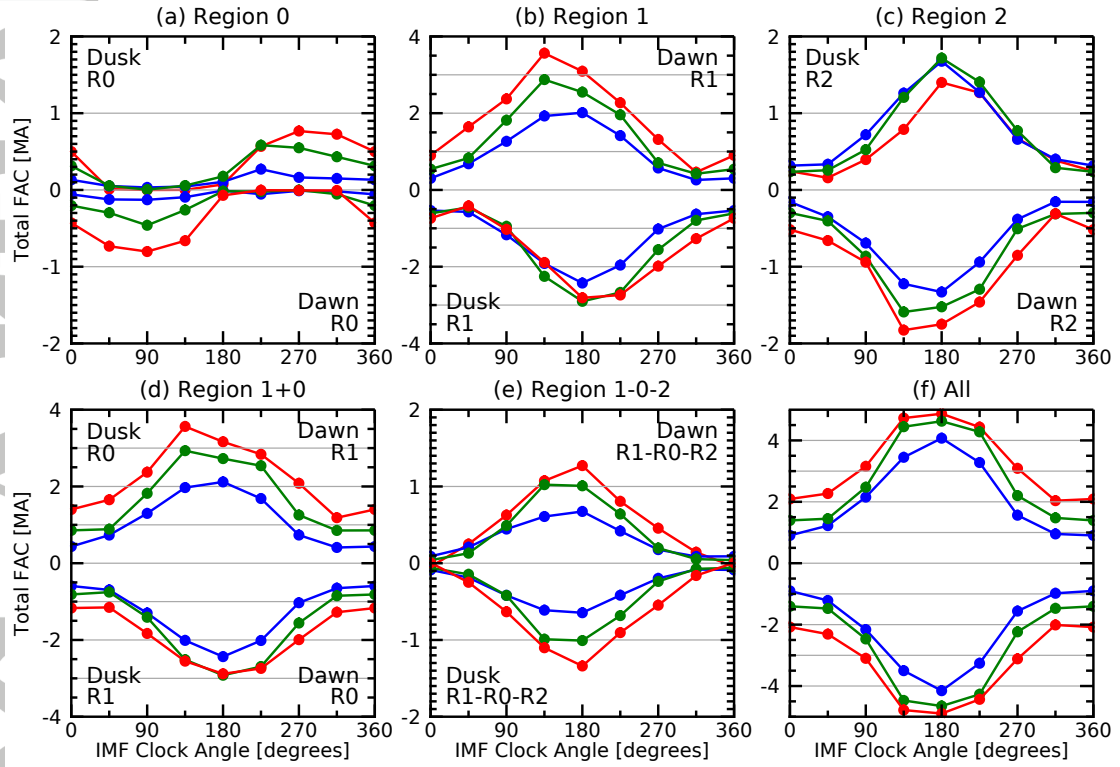 (a) Region 0
(b) Region 1
(c) Region 2
Total FAC [MA]
2
1
0
-1
-2
Dusk
R0
Dawn
R0
0
90
180
270
360
4
2
0
-2
-4
Dawn
R1
Dusk
R1
0
90
180
270
360
2
1
0
-1
-2
Dusk
R2
Dawn
R2
0
90
180
270
360
(d) Region 1+0
(e) Region 1-0-2
(f) All
Total FAC [MA]
4
2
0
-2
-4
Dusk
R0
Dawn
R1
Dusk
R1
Dawn
R0
0
90
180
270
360
IMF Clock Angle [degrees]
2
1
0
-1
-2
Dawn
R1-R0-R2
Dusk
R1-R0-R2
0
90
180
270
360
IMF Clock Angle [degrees]
4
2
0
-2
-4
0
90
180
270
360
IMF Clock Angle [degrees]